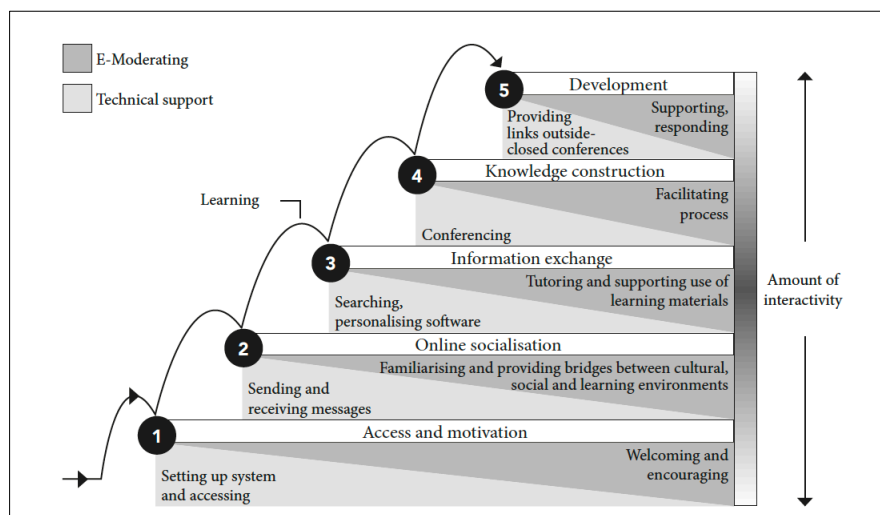 E-Moderating
Technical support
5
Development
Providing
links outside-
closed conferences
Supporting,
responding
4
Knowledge construction
Facilitating
process
Conferencing
Learning
3
Information exchange
Tutoring and supporting use of
learning materials
Searching,
personalising software
Amount of
interactivity
2
Online socialisation
Familiarising and providing bridges between cultural,
social and learning environments
Sending and
receiving messages
1
Access and motivation
Welcoming and
encouraging
Setting up system
and accessing